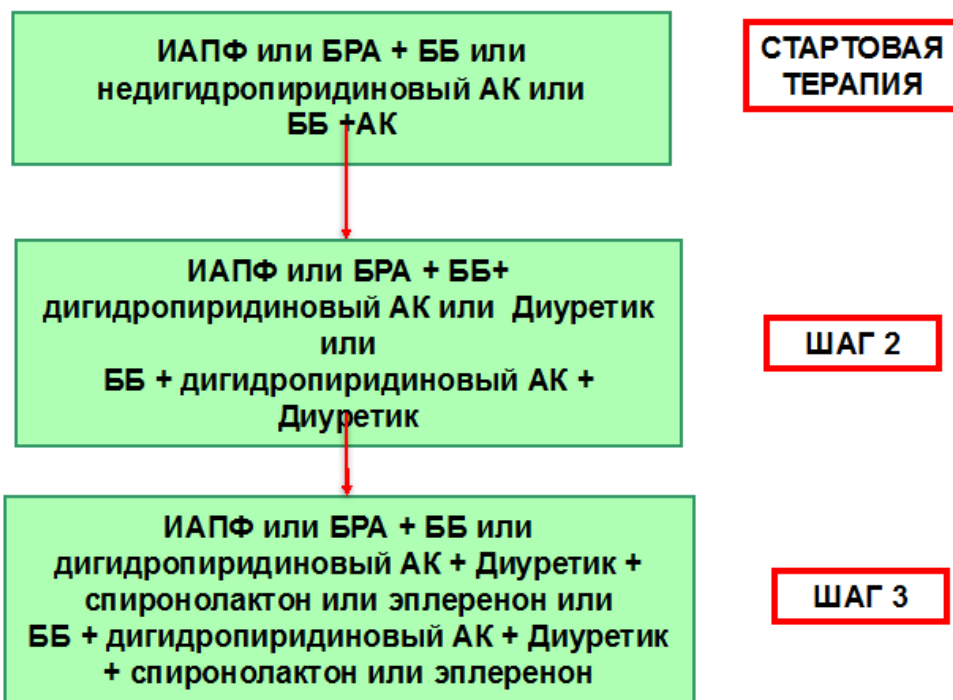 ИАПФ или БРА + ББ или
недигидропиридиновый АК или
ББ +АК
СТАРТОВАЯ
ТЕРАПИЯ
ИАПФ или БРА + ББ+
дигидропиридиновый АК или Диуретик
или
ББ + дигидропиридиновый АК +
Диуретик
ШАГ 2
ИАПФ или БРА + ББ или
дигидропиридиновый АК + Диуретик +
спиронолактон или эплеренон или
ББ + дигидропиридиновый АК + Диуретик
+ спиронолактон или эплеренон
ШАГ 3